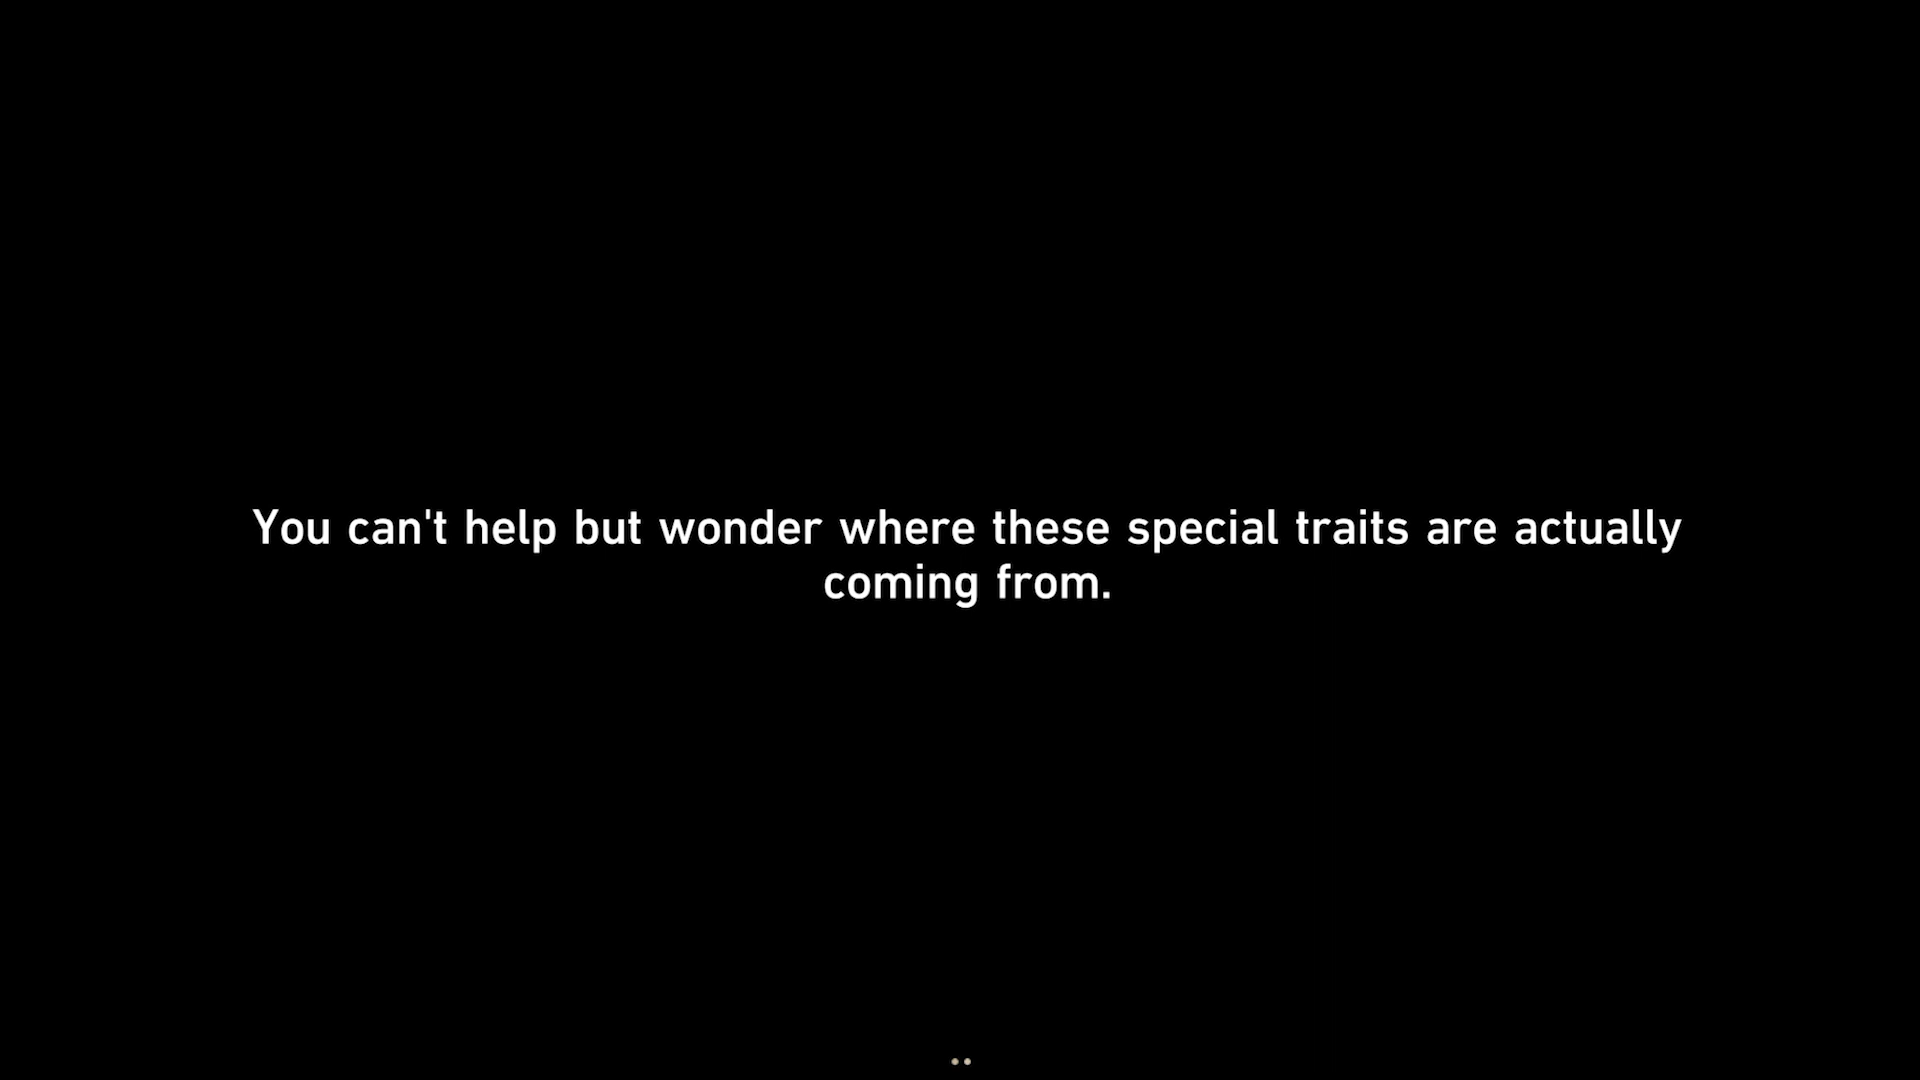 You can't help but wonder where these special traits are actually
coming from.